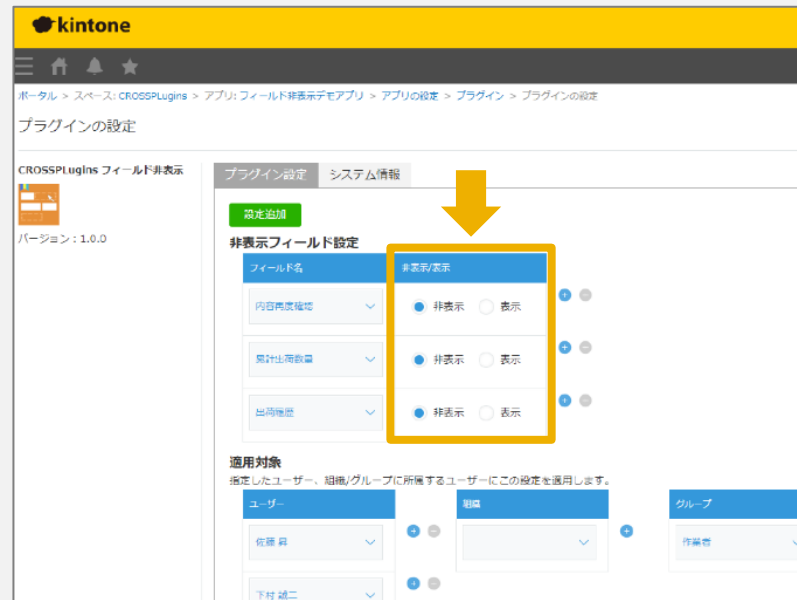 kintone
ポータル > スペース: CROSSPLugins > アプリ: フィールド非表示デモアプリ > アプリの設定 > プラグイン > プラグインの設定
プラグインの設定
CROSSPLugins フィールド非表示
バージョン : 1.0.0
プラグイン設定 システム情報
設定追加
非表示フィールド設定
フィールド名 非表示/表示
内容再度確認 非表示 表示
累計出荷数量 非表示 表示
出荷履歴 非表示 表示
適用対象
指定したユーザー、組織/グループに所属するユーザーにこの設定を適用します。
ユーザー 組織 グループ
佐藤 昇 作業者
下村 誠二